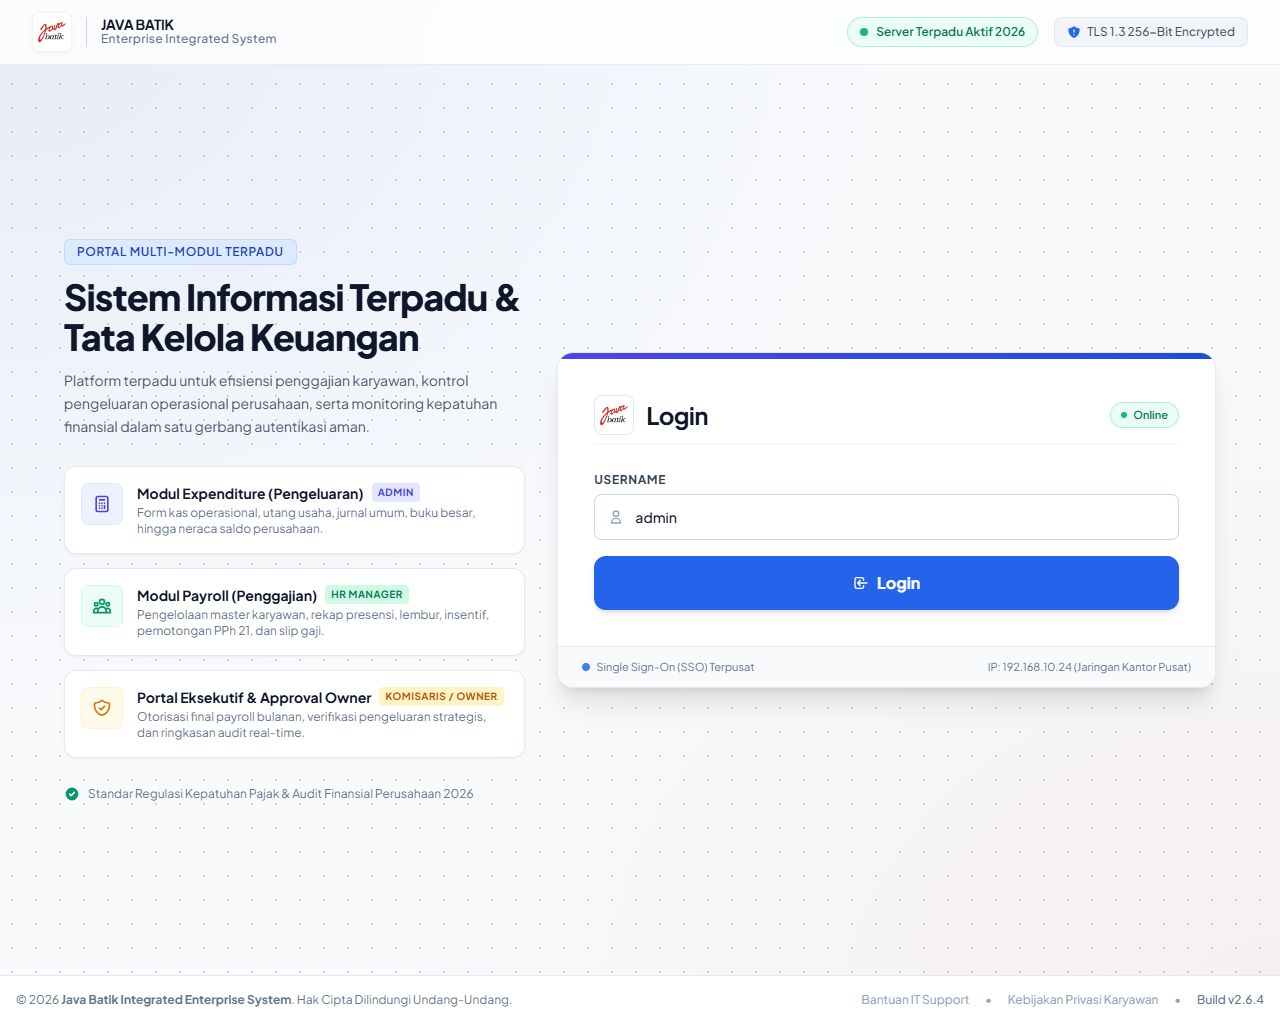 Java
batik
JAVA BATIK
Enterprise Integrated System
Server Terpadu Aktif 2026
TLS 1.3 256-Bit Encrypted
PORTAL MULTI-MODUL TERPADU
Sistem Informasi Terpadu &
Tata Kelola Keuangan
Platform terpadu untuk efisiensi penggajian karyawan, kontrol
pengeluaran operasional perusahaan, serta monitoring kepatuhan
finansial dalam satu gerbang autentikasi aman.
Modul Expenditure (Pengeluaran) ADMIN
Form kas operasional, utang usaha, jurnal umum, buku besar,
hingga neraca saldo perusahaan.
Modul Payroll (Penggajian) HR MANAGER
Pengelolaan master karyawan, rekap presensi, lembur, insentif,
pemotongan PPh 21, dan slip gaji.
Portal Eksekutif & Approval Owner KOMISARIS / OWNER
Otorisasi final payroll bulanan, verifikasi pengeluaran strategis,
dan ringkasan audit real-time.
Standar Regulasi Kepatuhan Pajak & Audit Finansial Perusahaan 2026
Java
batik
Login
Online
USERNAME
admin
Login
Single Sign-On (SSO) Terpusat
IP: 192.168.10.24 (Jaringan Kantor Pusat)
© 2026 Java Batik Integrated Enterprise System. Hak Cipta Dilindungi Undang-Undang.
Bantuan IT Support • Kebijakan Privasi Karyawan • Build v2.6.4